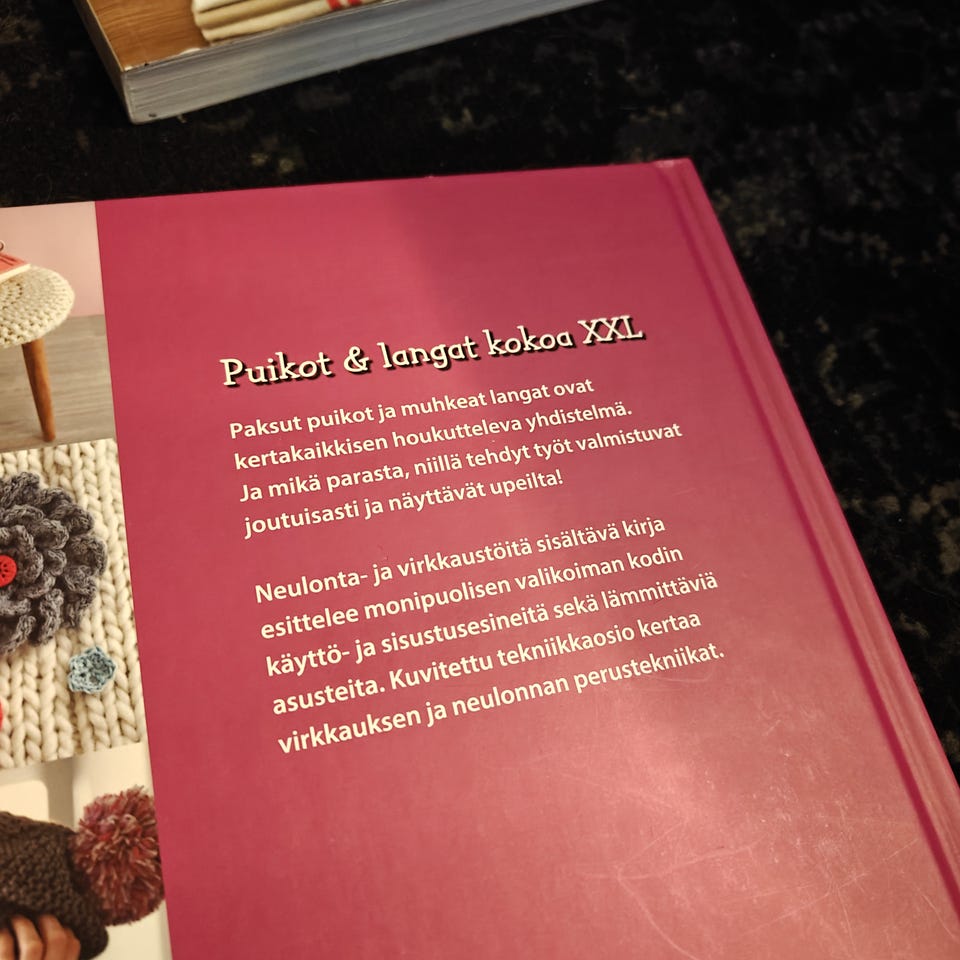 Puikot & langat kokoa XXL
Paksut puikot ja muhkeat langat ovat
kertakaikkisen houkutteleva yhdistelmä.
Ja mikä parasta, niillä tehdyt työt valmistuvat
joutuisasti ja näyttävät upeilta!
Neulonta- ja virkkaustöitä sisältävä kirja
esittelee monipuolisen valikoiman kodin
käyttö- ja sisustusesineitä sekä lämmittäviä
asusteita. Kuvitettu tekniikkaosio kertaa
virkkauksen ja neulonnan perustekniikat.